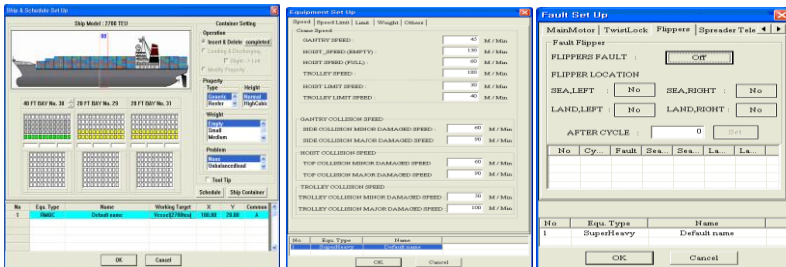 Ship & Schedule Set Up
Ship Model : 2700 TEU
Container Setting
Operation
Insert & Delete completed
Loading & Discharging
Right -> Left
Modify Property
Property
Type Height
Generic Normal
Reefer HighCubic
Weight
Empty
Small
Medium
Problem
None
Unbalancedload
Tool Tip
Schedule Ship Container
40 FT BAY No. 30 20 FT BAY No. 29 20 FT BAY No. 31
No Equ. Type Name Working Target X Y Common
1 RMQC Default name Vessel(2700teu) 100.00 20.00 A
OK Cancel
Equipment Set Up
Speed Speed Limit Limit Weight Others
Crane Speed
GANTRY SPEED : 45 M / Min
HOIST_SPEED (EMPTY) : 130 M / Min
HOIST SPEED (FULL) : 60 M / Min
TROLLEY SPEED : 100 M / Min
HOIST LIMIT SPEED 30 M / Min
TROLLEY LIMIT SPEED 40 M / Min
GANTRY COLLISION SPEED
SIDE COLLISION MINOR DAMAGED SPEED : 60 M / Min
SIDE COLLISION MAJOR DAMAGED SPEED : 90 M / Min
HOIST COLLISION SPEED
TOP COLLISION MINOR DAMAGED SPEED : 60 M / Min
TOP COLLISION MAJOR DAMAGED SPEED 90 M / Min
TROLLEY COLLISION SPEED
TROLLEY COLLISION MINOR DAMAGED SPEED : 50 M / Min
TROLLEY COLLISION MAJOR DAMAGED SPEED : 100 M / Min
No Equ. Type Name
1 SuperHeavy Default name
OK Cancel
Fault Set Up
MainMotor TwistLock Flippers Spreader Tele
Fault Flipper
FLIPPERS FAULT : Off
FLIPPER LOCATION
SEA,LEFT : No SEA,RIGHT : No
LAND,LEFT : No LAND,RIGHT : No
AFTER CYCLE : 0 Set
No Cy... Fault Sea... Sea... La... La...
No Equ. Type Name
1 SuperHeavy Default name
OK Cancel